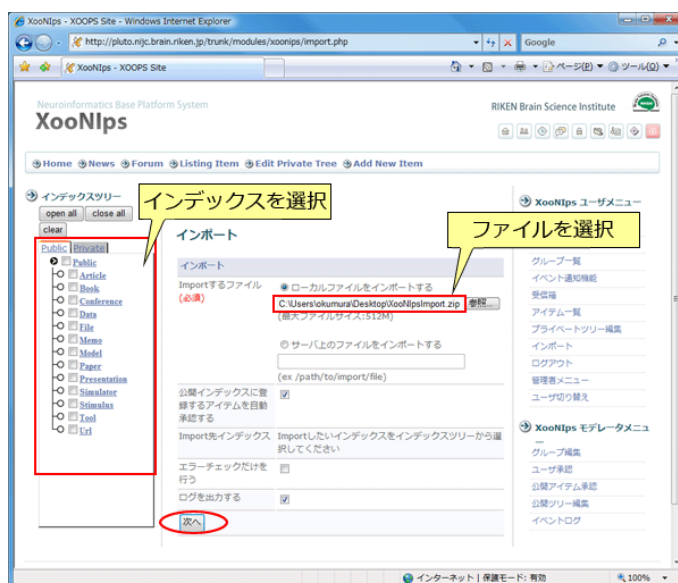 XooNIps - XOOPS Site - Windows Internet Explorer
http://pluto.nijc.brain.riken.jp/trunk/modules/xoonips/import.php
Google
XooNIps - XOOPS Site
ページ(P)
ツール(O)
Neuroinformatics Base Platform System
XooNIps
RIKEN Brain Science Institute
Home News Forum Listing Item Edit Private Tree Add New Item
インデックスツリー
open all close all
clear
Public Private
Public
Article
Book
Conference
Data
File
Memo
Model
Paper
Presentation
Simulator
Stimulus
Tool
Url
インデックスを選択
ファイルを選択
インポート
インポート
Importするファイル
(必須)
ローカルファイルをインポートする
C:\Users\okumura\Desktop\XooNIpsImport.zip 参照...
(最大ファイルサイズ:512M)
サーバ上のファイルをインポートする
(ex /path/to/import/file)
公開インデックスに登
録するアイテムを自動
承認する
Import先インデックス
Importしたいインデックスをインデックスツリーから選
択してください
エラーチェックだけを
行う
ログを出力する
次へ
XooNIps ユーザメニュー
グループ一覧
イベント通知機能
受信箱
アイテム一覧
プライベートツリー編集
インポート
ログアウト
管理者メニュー
ユーザ切り替え
XooNIps モデレータメニュ
ー
グループ編集
ユーザ承認
公開アイテム承認
公開ツリー編集
イベントログ
インターネット | 保護モード: 有効
100%